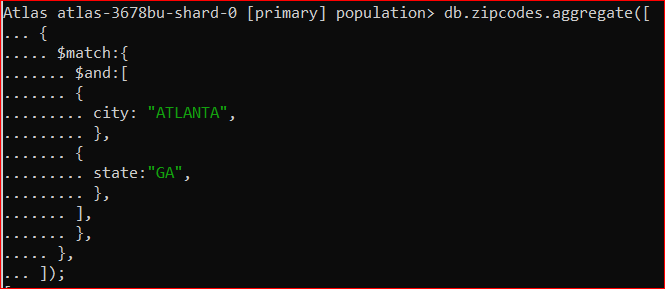 Atlas atlas-3678bu-shard-0 [primary] population> db.zipcodes.aggregate([
... {
..... $match:{
....... $and:[
....... {
......... city: "ATLANTA",
......... },
....... {
......... state:"GA",
......... },
....... ],
....... },
..... },
... ]);